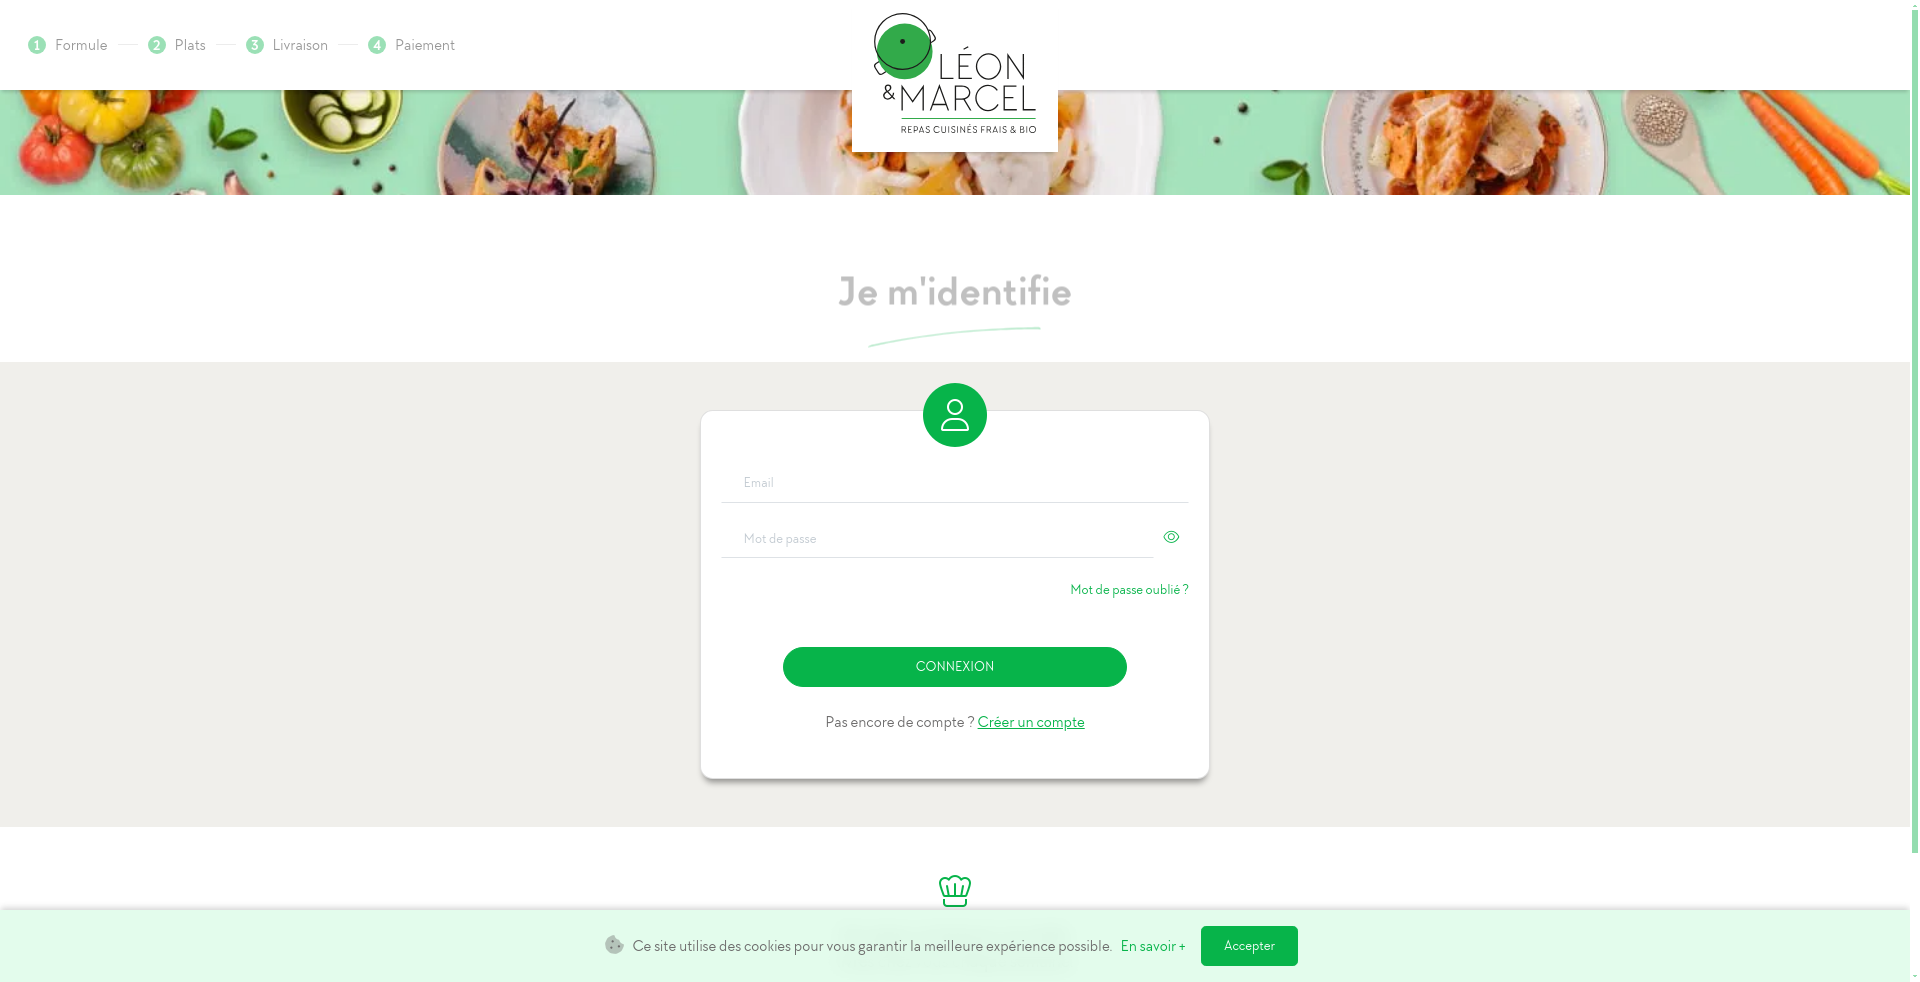 1 Formule 2 Plats 3 Livraison 4 Paiement
LÉON
& MARCEL
REPAS CUISINÉS FRAIS & BIO
Je m'identifie
Email
Mot de passe
Mot de passe oublié ?
CONNEXION
Pas encore de compte ? Créer un compte
Ce site utilise des cookies pour vous garantir la meilleure expérience possible. En savoir + Accepter